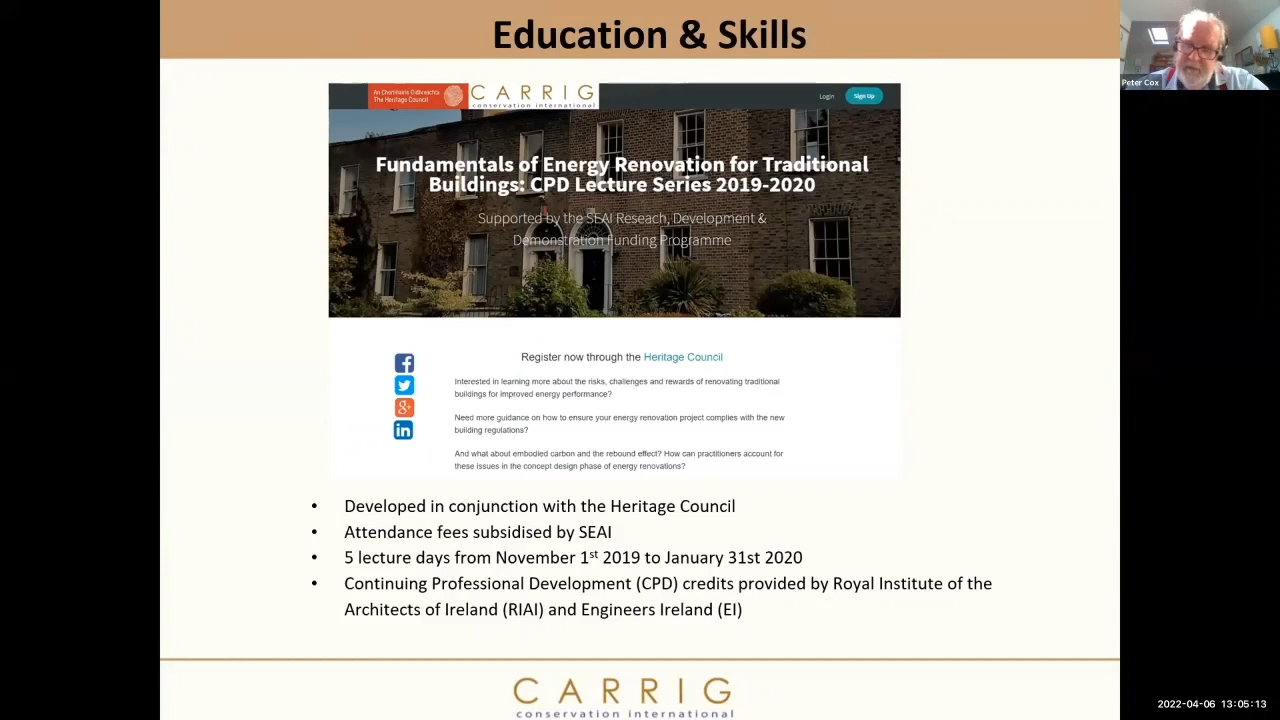 Education & Skills
Peter Cox
An Chomhairle Oidhreachta
The Heritage Council
CARRIG
conservation international
Login
Sign Up
Fundamentals of Energy Renovation for Traditional
Buildings: CPD Lecture Series 2019-2020
Supported by the SEAI Reseach, Development &
Demonstration Funding Programme
Register now through the Heritage Council
Interested in learning more about the risks, challenges and rewards of renovating traditional
buildings for improved energy performance?
Need more guidance on how to ensure your energy renovation project complies with the new
building regulations?
And what about embodied carbon and the rebound effect? How can practitioners account for
these issues in the concept design phase of energy renovations?
• Developed in conjunction with the Heritage Council
• Attendance fees subsidised by SEAI
• 5 lecture days from November 1st 2019 to January 31st 2020
• Continuing Professional Development (CPD) credits provided by Royal Institute of the
Architects of Ireland (RIAI) and Engineers Ireland (EI)
CARRIG
conservation international
2022-04-06 13:05:13